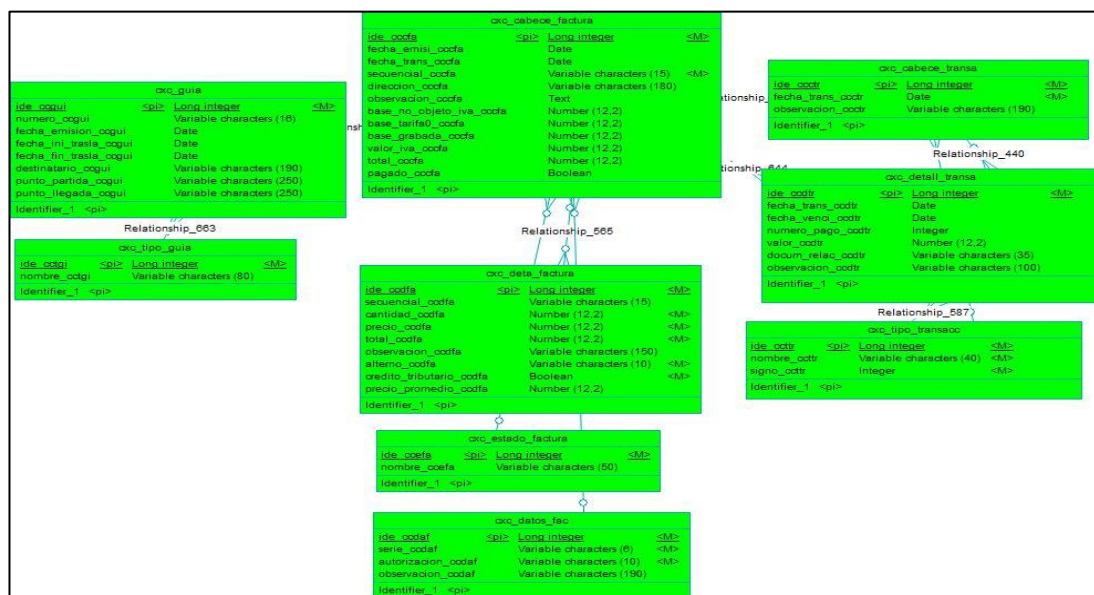 cxc_cabece_factura
ide_cccfa <pi> Long integer <M>
fecha_emisi_cccfa Date
fecha_trans_cccfa Date
secuencial_cccfa Variable characters (15) <M>
direccion_cccfa Variable characters (180)
observacion_cccfa Text
base_no_objeto_iva_cccfa Number (12,2)
base_tarifa0_cccfa Number (12,2)
base_grabada_cccfa Number (12,2)
valor_iva_cccfa Number (12,2)
total_cccfa Number (12,2)
pagado_cccfa Boolean
Identifier_1 <pi>
cxc_guia
ide_ccgui <pi> Long integer <M>
numero_ccgui Variable characters (16)
fecha_emision_ccgui Date
fecha_ini_trasla_ccgui Date
fecha_fin_trasla_ccgui Date
destinatario_ccgui Variable characters (190)
punto_partida_ccgui Variable characters (250)
punto_llegada_ccgui Variable characters (250)
Identifier_1 <pi>
Relationship_663
cxc_tipo_guia
ide_cctgi <pi> Long integer <M>
nombre_cctgi Variable characters (80)
Identifier_1 <pi>
cxc_cabece_transa
ide_ccctr <pi> Long integer <M>
fecha_trans_ccctr Date <M>
observacion_ccctr Variable characters (190)
Identifier_1 <pi>
Relationship_440
cxc_detall_transa
ide_ccdtr <pi> Long integer <M>
fecha_trans_ccdtr Date
fecha_venci_ccdtr Date
numero_pago_ccdtr Integer
valor_ccdtr Number (12,2)
docum_relac_ccdtr Variable characters (35)
observacion_ccdtr Variable characters (100)
Identifier_1 <pi>
Relationship_587
cxc_tipo_transacc
ide_ccttr <pi> Long integer <M>
nombre_ccttr Variable characters (40) <M>
signo_ccttr Integer <M>
Identifier_1 <pi>
Relationship_565
cxc_deta_factura
ide_ccdfa <pi> Long integer <M>
secuencial_ccdfa Variable characters (15)
cantidad_ccdfa Number (12,2) <M>
precio_ccdfa Number (12,2) <M>
total_ccdfa Number (12,2) <M>
observacion_ccdfa Variable characters (150)
alterno_ccdfa Variable characters (10) <M>
credito_tributario_ccdfa Boolean <M>
precio_promedio_ccdfa Number (12,2)
Identifier_1 <pi>
cxc_estado_factura
ide_ccefa <pi> Long integer <M>
nombre_ccefa Variable characters (50)
Identifier_1 <pi>
cxc_datos_fac
ide_ccdaf <pi> Long integer <M>
serie_ccdaf Variable characters (6) <M>
autorizacion_ccdaf Variable characters (10) <M>
observacion_ccdaf Variable characters (190)
Identifier_1 <pi>